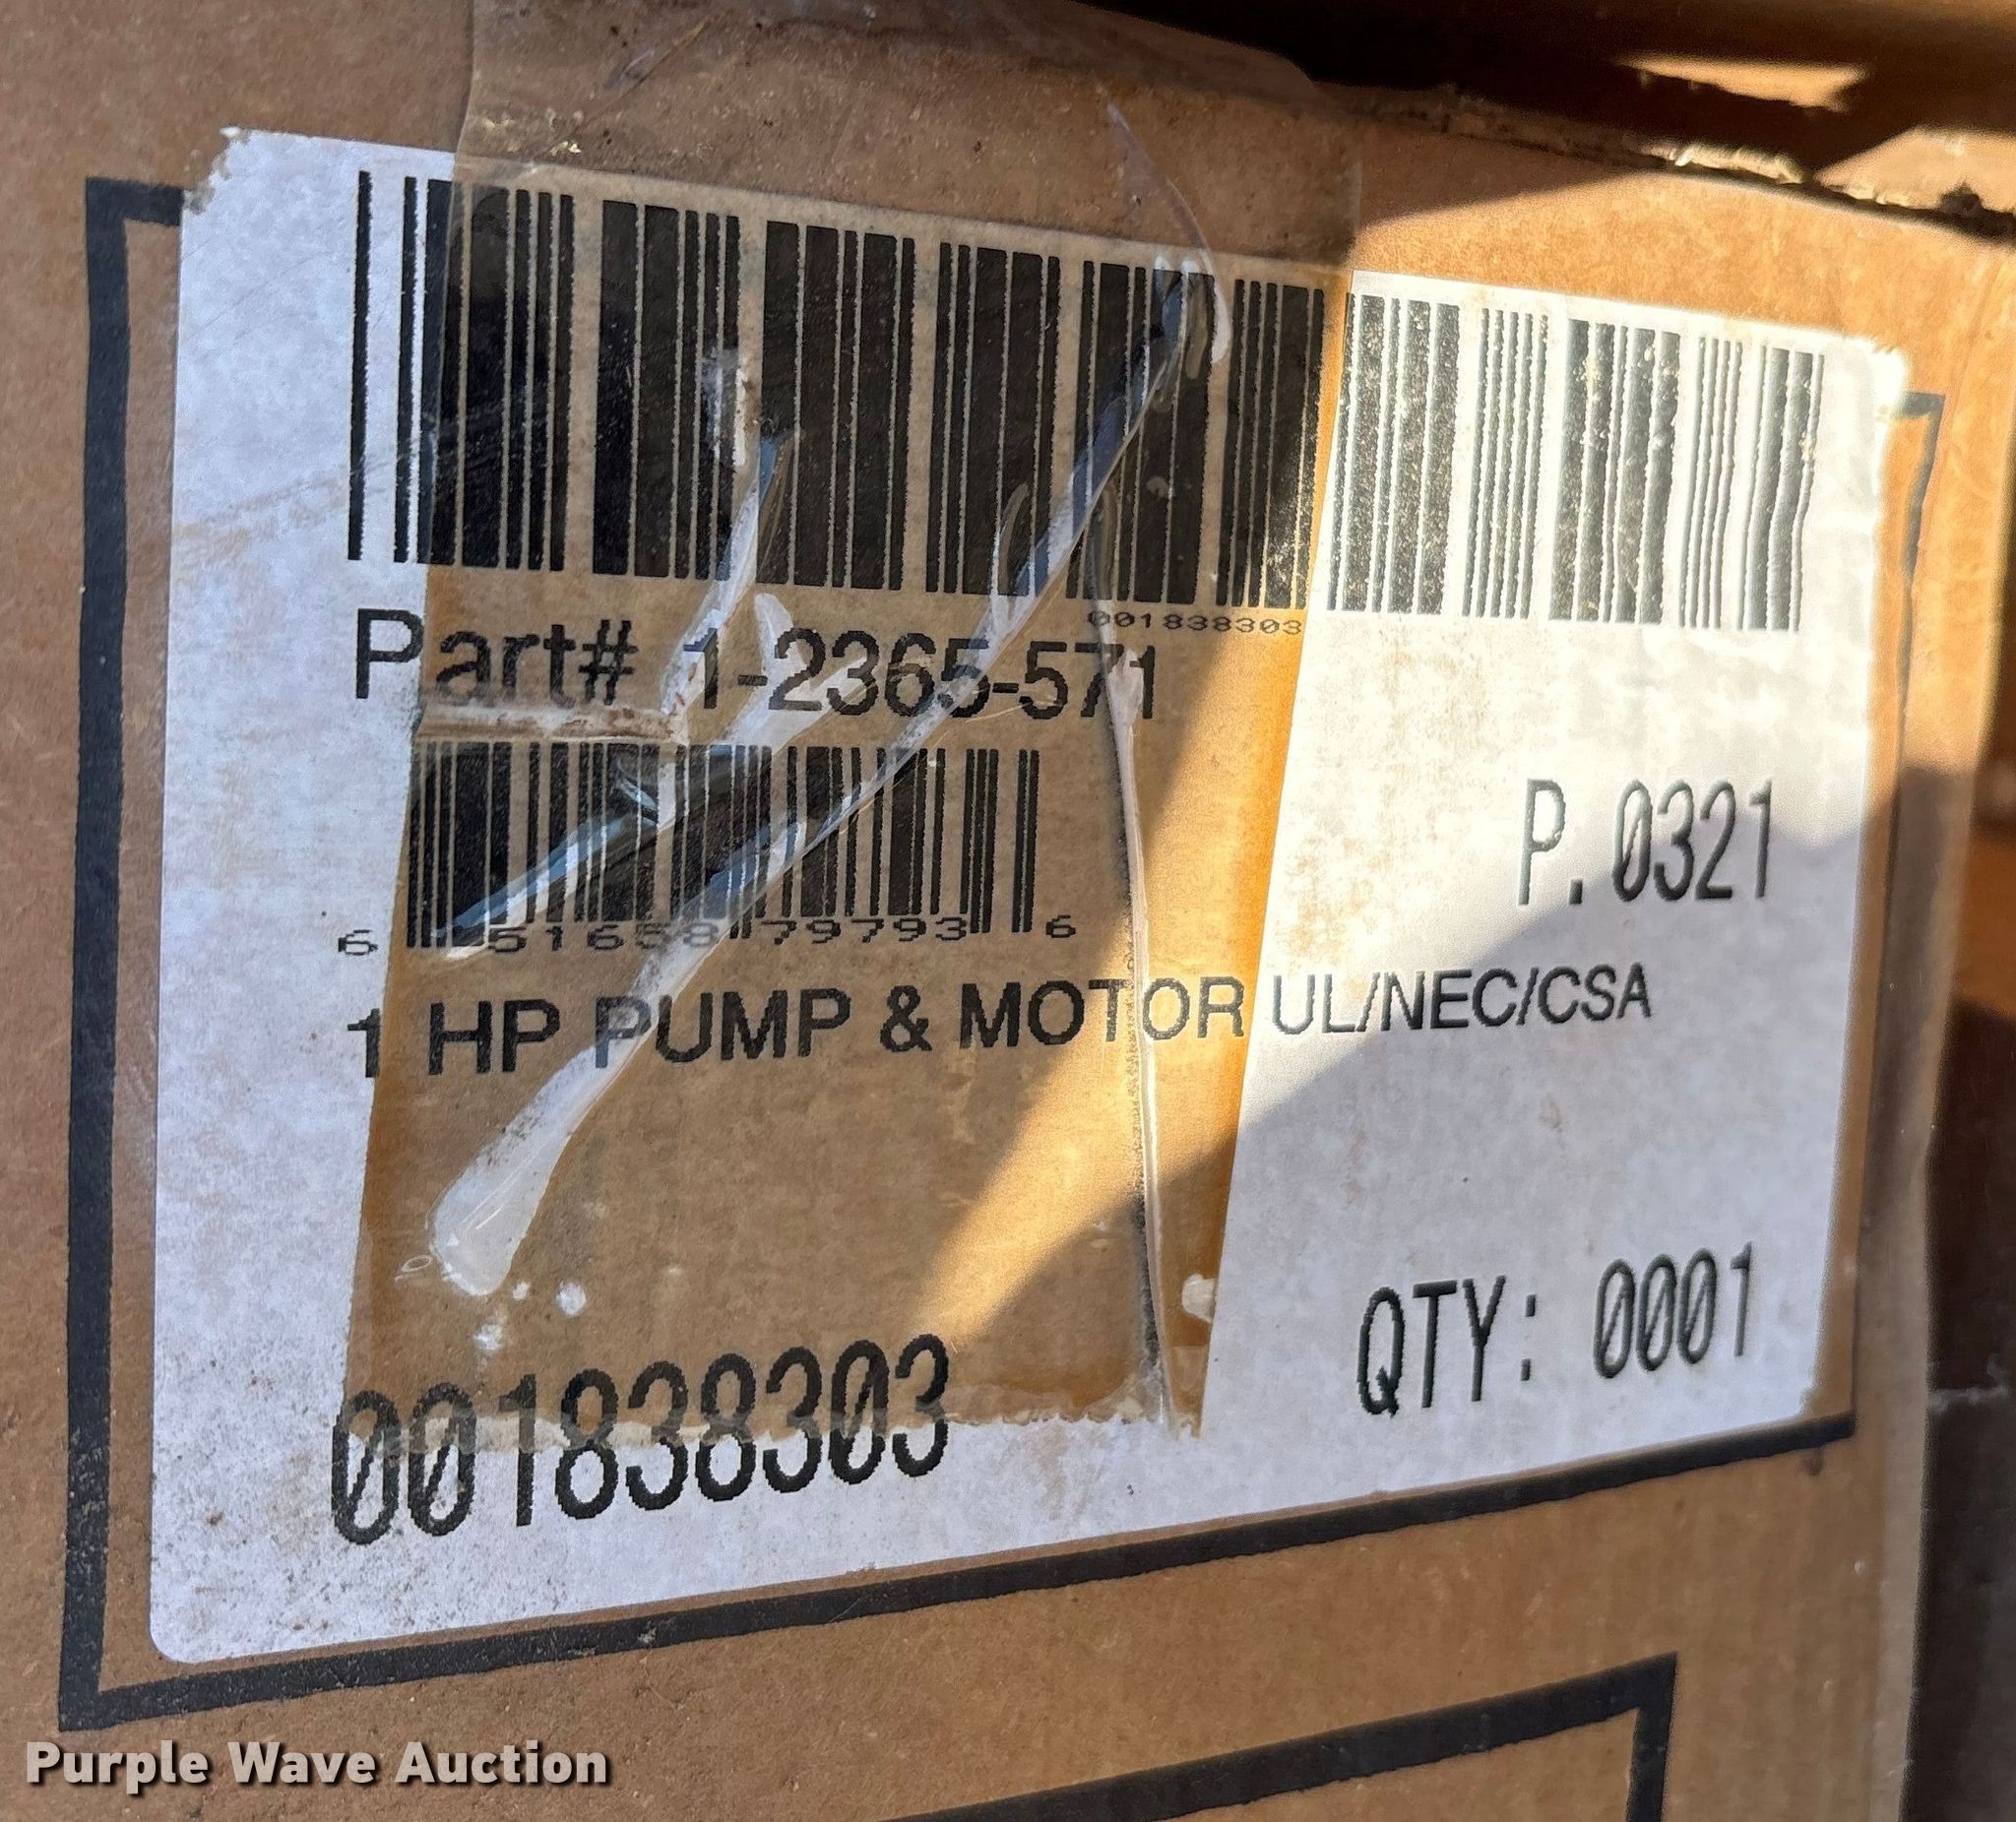 001838303
Part# 1-2365-571
P.0321
6 51658 79793 6
1 HP PUMP & MOTOR UL/NEC/CSA
QTY: 0001
001838303
Purple Wave Auction